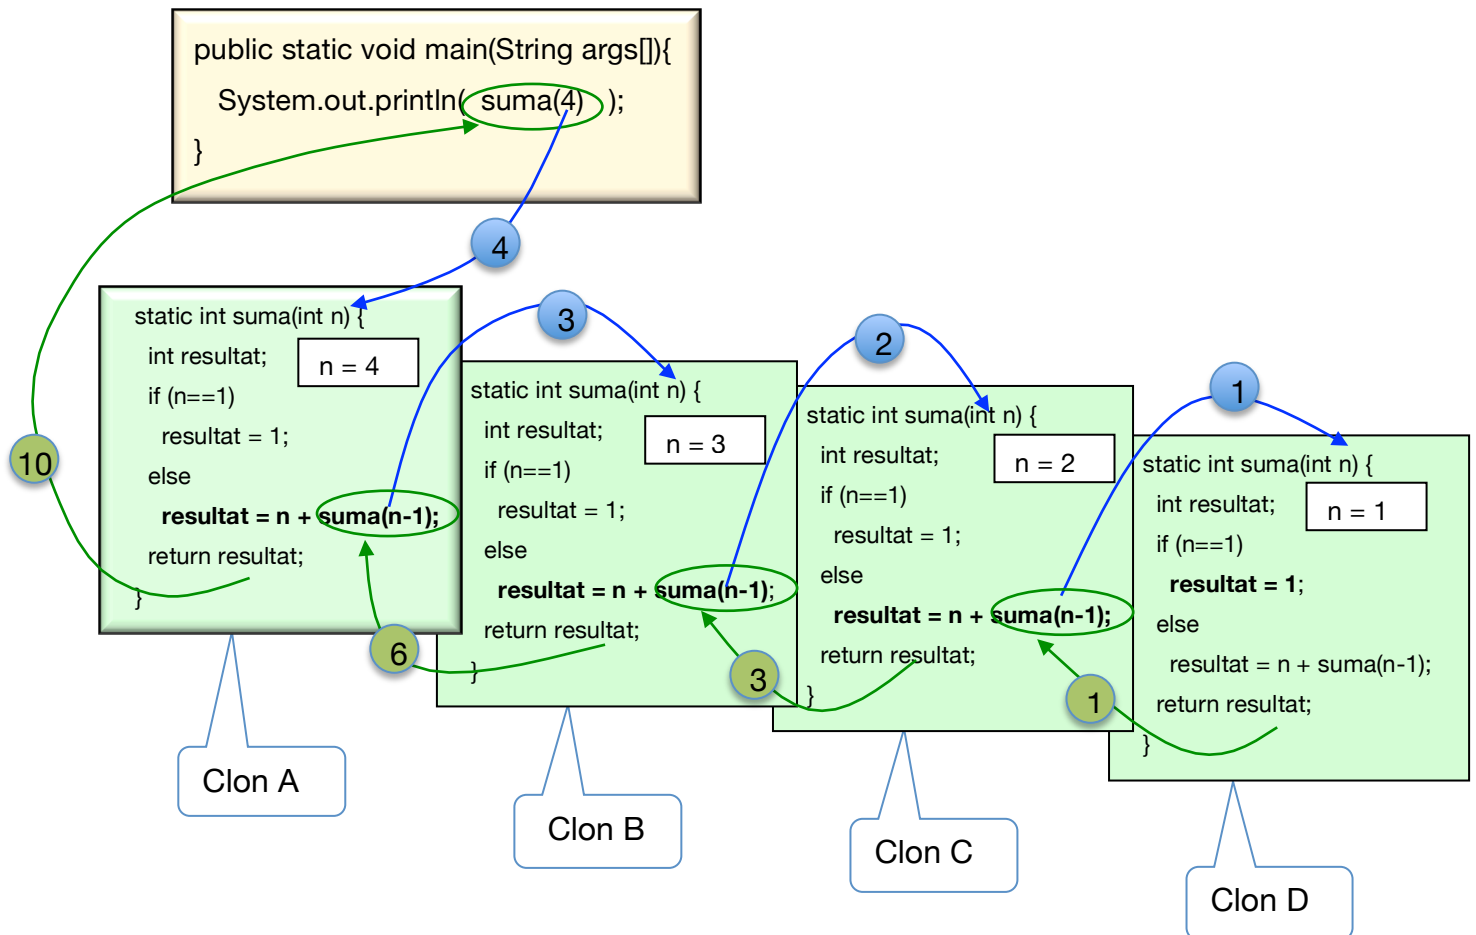 public static void main(String args[]){
System.out.println( suma(4) );
}
4
static int suma(int n) {
int resultat;
n = 4
if (n==1)
resultat = 1;
else
resultat = n + suma(n-1);
return resultat;
}
10
3
static int suma(int n) {
int resultat;
n = 3
if (n==1)
resultat = 1;
else
resultat = n + suma(n-1);
return resultat;
}
6
2
static int suma(int n) {
int resultat;
n = 2
if (n==1)
resultat = 1;
else
resultat = n + suma(n-1);
return resultat;
}
3
1
static int suma(int n) {
int resultat;
n = 1
if (n==1)
resultat = 1;
else
resultat = n + suma(n-1);
return resultat;
}
1
Clon A
Clon B
Clon C
Clon D